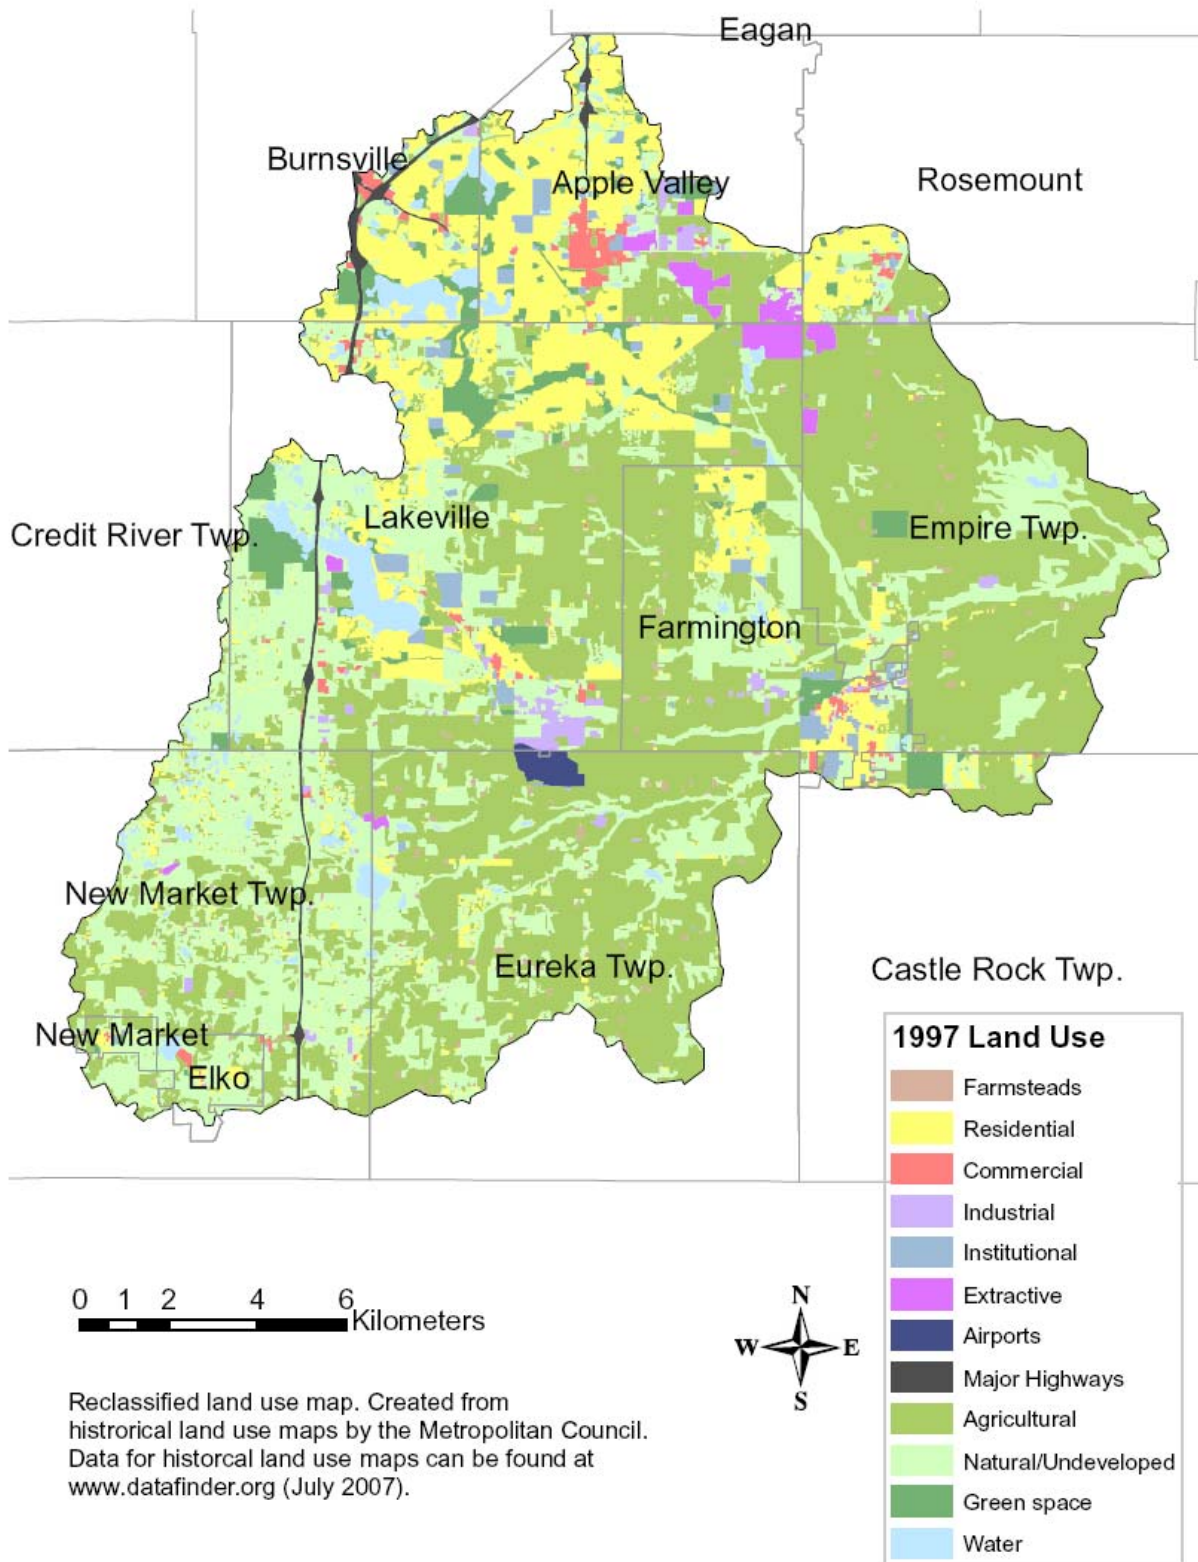 Eagan
Burnsville
Apple Valley
Rosemount
Credit River Twp.
Lakeville
Empire Twp.
Farmington
New Market Twp.
Eureka Twp.
Castle Rock Twp.
New Market
Elko
1997 Land Use
Farmsteads
Residential
Commercial
Industrial
Institutional
Extractive
Airports
Major Highways
Agricultural
Natural/Undeveloped
Green space
Water
0 1 2 4 6
Kilometers
N
W E
S
Reclassified land use map. Created from
histrorical land use maps by the Metropolitan Council.
Data for historcal land use maps can be found at
www.datafinder.org (July 2007).